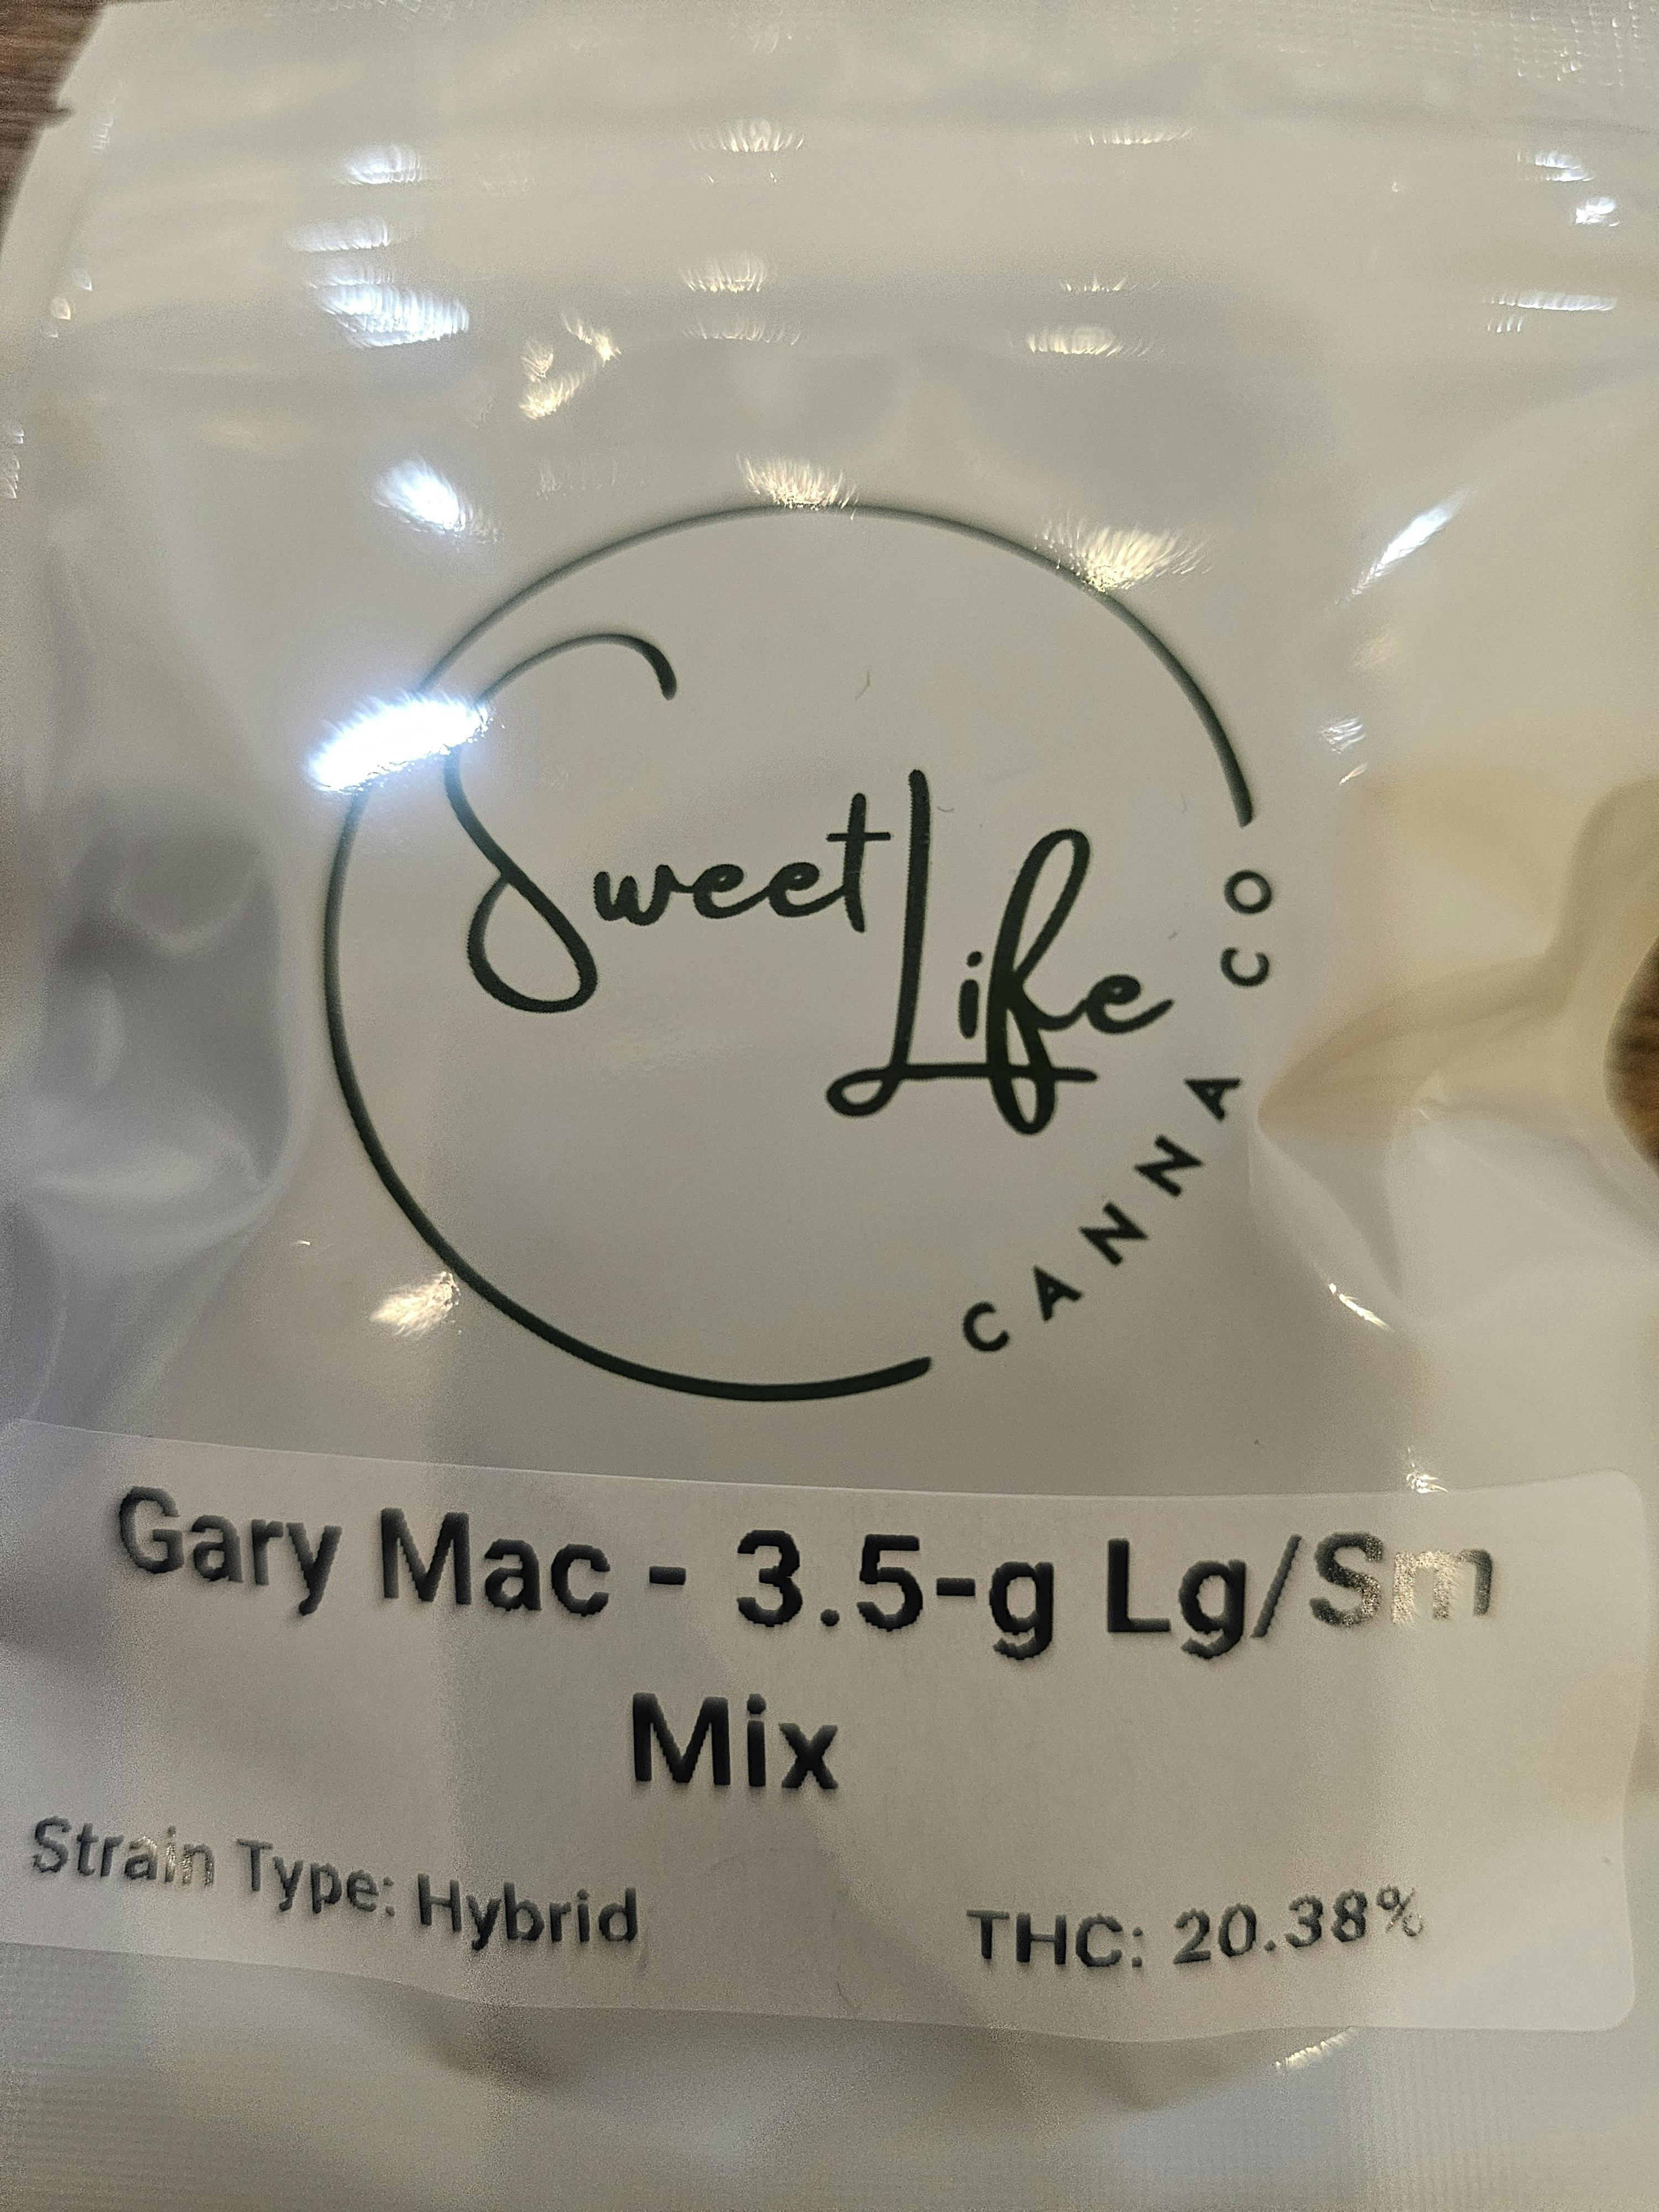 Sweet
Life
CANNA CO
Gary Mac - 3.5-g Lg/Sm
Mix
Strain Type: Hybrid
THC: 20.38%